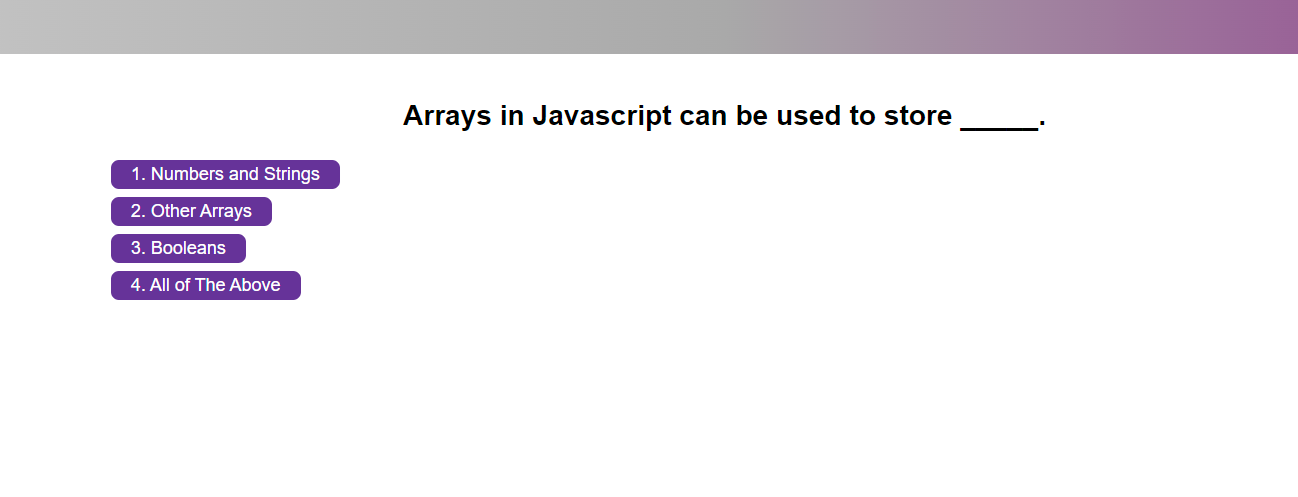 Arrays in Javascript can be used to store _____.
1. Numbers and Strings
2. Other Arrays
3. Booleans
4. All of The Above